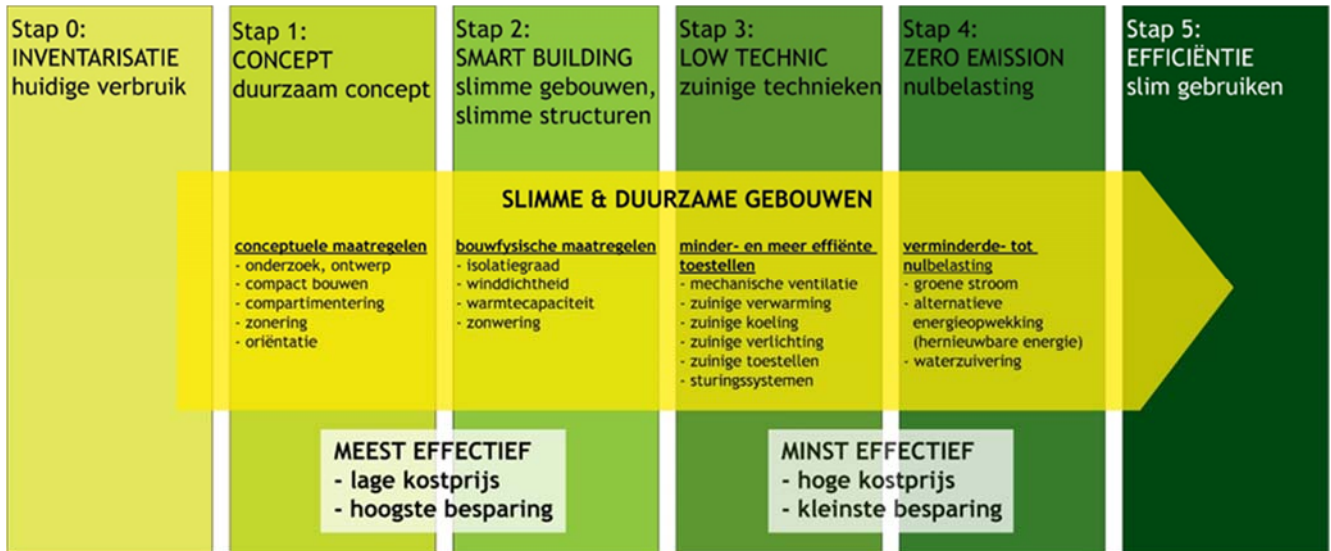 Stap 0:
INVENTARISATIE
huidige verbruik
Stap 1:
CONCEPT
duurzaam concept
Stap 2:
SMART BUILDING
slimme gebouwen,
slimme structuren
Stap 3:
LOW TECHNIC
zuinige technieken
Stap 4:
ZERO EMISSION
nulbelasting
Stap 5:
EFFICIËNTIE
slim gebruiken
SLIMME & DUURZAME GEBOUWEN
conceptuele maatregelen
- onderzoek, ontwerp
- compact bouwen
- compartimentering
- zonering
- oriëntatie
bouwfysische maatregelen
- isolatiegraad
- winddichtheid
- warmtecapaciteit
- zonwering
minder- en meer effiënte
toestellen
- mechanische ventilatie
- zuinige verwarming
- zuinige koeling
- zuinige verlichting
- zuinige toestellen
- sturingssystemen
verminderde- tot
nulbelasting
- groene stroom
- alternatieve
energieopwekking
(hernieuwbare energie)
- waterzuivering
MEEST EFFECTIEF
- lage kostprijs
- hoogste besparing
MINST EFFECTIEF
- hoge kostprijs
- kleinste besparing